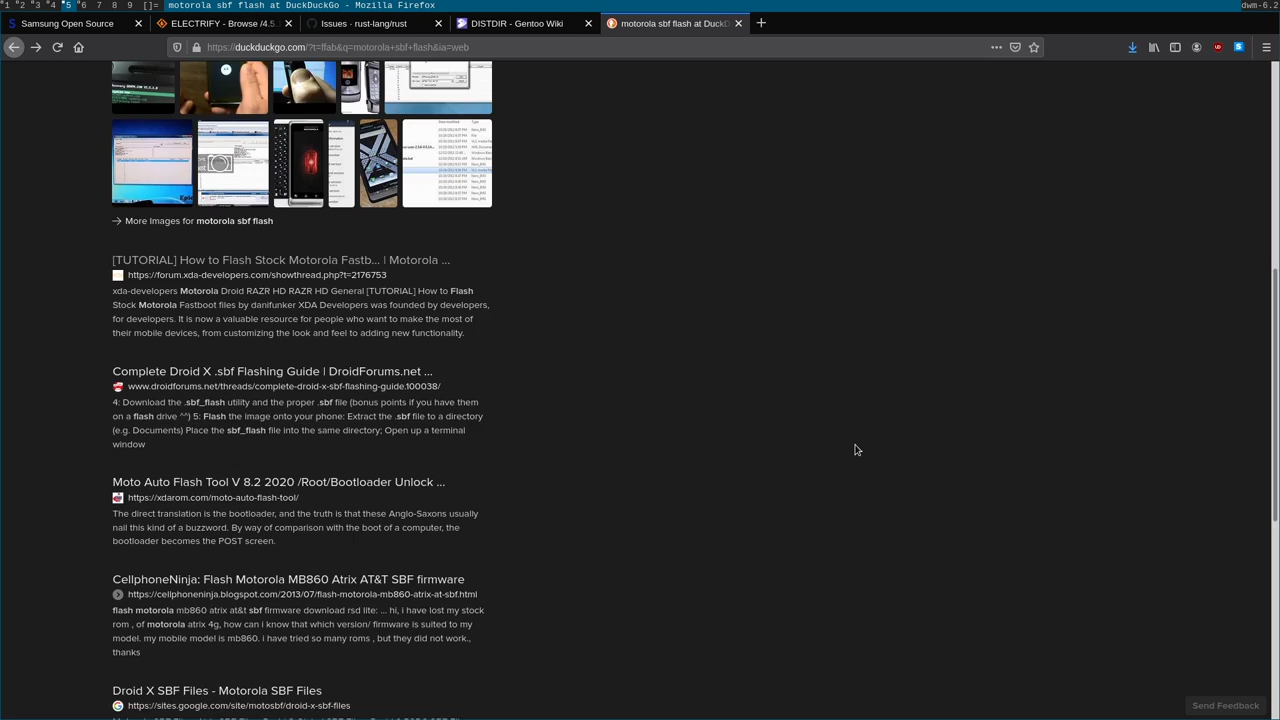 1 2 3 4 5 6 7 8 9 []= motorola sbf flash at DuckDuckGo - Mozilla Firefox dwm-6.2
Samsung Open Source
ELECTRIFY - Browse /4.5.
Issues · rust-lang/rust
DISTDIR - Gentoo Wiki
motorola sbf flash at Duck
https://duckduckgo.com/?t=ffab&q=motorola+sbf+flash&ia=web
More Images for motorola sbf flash
[TUTORIAL] How to Flash Stock Motorola Fastb... | Motorola ...
https://forum.xda-developers.com/showthread.php?t=2176753
xda-developers Motorola Droid RAZR HD RAZR HD General [TUTORIAL] How to Flash
Stock Motorola Fastboot files by danifunker XDA Developers was founded by developers,
for developers. It is now a valuable resource for people who want to make the most of
their mobile devices, from customizing the look and feel to adding new functionality.
Complete Droid X .sbf Flashing Guide | DroidForums.net ...
www.droidforums.net/threads/complete-droid-x-sbf-flashing-guide.100038/
4: Download the .sbf_flash utility and the proper .sbf file (bonus points if you have them
on a flash drive ^^) 5: Flash the image onto your phone: Extract the .sbf file to a directory
(e.g. Documents) Place the sbf_flash file into the same directory; Open up a terminal
window
Moto Auto Flash Tool V 8.2 2020 /Root/Bootloader Unlock ...
https://xdarom.com/moto-auto-flash-tool/
The direct translation is the bootloader, and the truth is that these Anglo-Saxons usually
nail this kind of a buzzword. By way of comparison with the boot of a computer, the
bootloader becomes the POST screen.
CellphoneNinja: Flash Motorola MB860 Atrix AT&T SBF firmware
https://cellphoneninja.blogspot.com/2013/07/flash-motorola-mb860-atrix-at-sbf.html
flash motorola mb860 atrix at&t sbf firmware download rsd lite: ... hi, i have lost my stock
rom , of motorola atrix 4g, how can i know that which version/ firmware is suited to my
model. my mobile model is mb860. i have tried so many roms , but they did not work.,
thanks
Droid X SBF Files - Motorola SBF Files
https://sites.google.com/site/motosbf/droid-x-sbf-files
Send Feedback